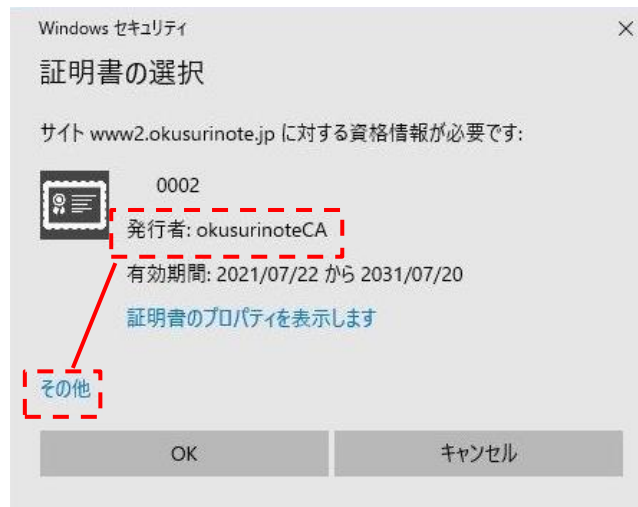 Windows セキュリティ
証明書の選択
サイト www2.okusurinote.jp に対する資格情報が必要です:
0002
発行者: okusurinoteCA
有効期間: 2021/07/22 から 2031/07/20
証明書のプロパティを表示します
その他
OK
キャンセル